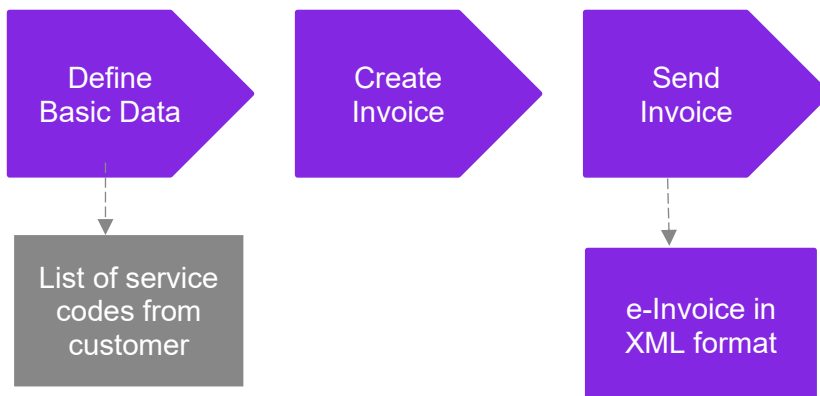 Define
Basic Data
Create
Invoice
Send
Invoice
List of service
codes from
customer
e-Invoice in
XML format